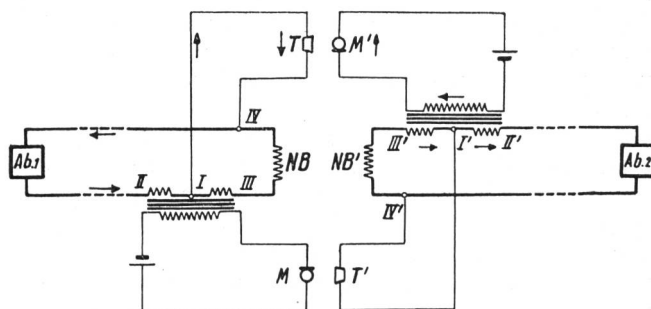 T M'
IV III' I' II'
Ab.1 II I III NB NB' Ab.2
IV'
M T'